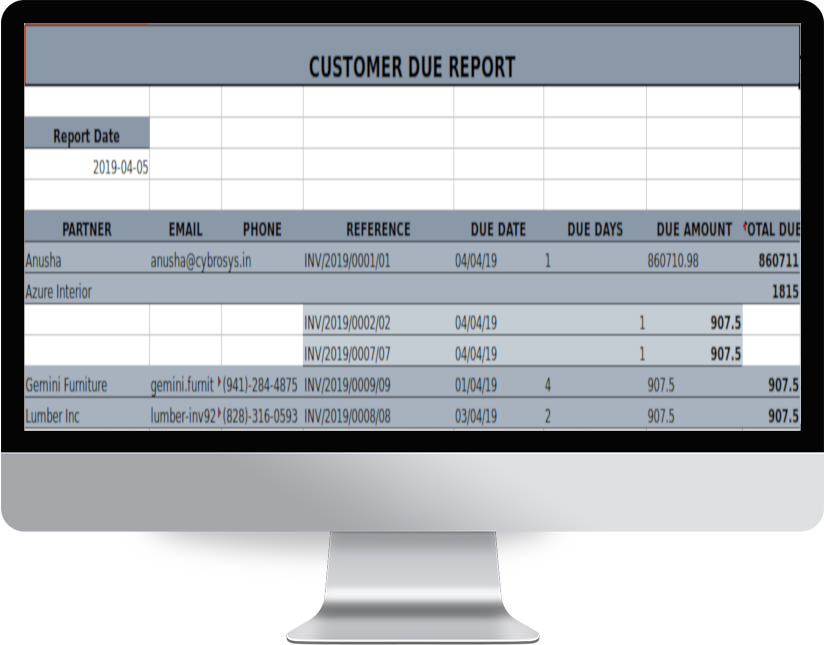 CUSTOMER DUE REPORT
Report Date
2019-04-05
PARTNER EMAIL PHONE REFERENCE DUE DATE DUE DAYS DUE AMOUNT OTAL DUE
Anusha anusha@cybrosys.in INV/2019/0001/01 04/04/19 1 860710.98 860711
Azure Interior 1815
INV/2019/0002/02 04/04/19 1 907.5
INV/2019/0007/07 04/04/19 1 907.5
Gemini Furniture gemini.furnit (941)-284-4875 INV/2019/0009/09 01/04/19 4 907.5 907.5
Lumber Inc lumber-inv92 (828)-316-0593 INV/2019/0008/08 03/04/19 2 907.5 907.5